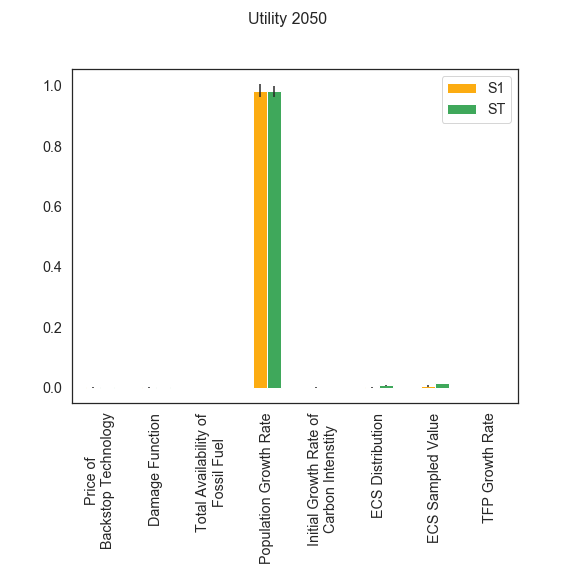 Utility 2050
S1
ST
1.0
0.8
0.6
0.4
0.2
0.0
Price of
Backstop Technology
Damage Function
Total Availability of
Fossil Fuel
Population Growth Rate
Initial Growth Rate of
Carbon Intenstity
ECS Distribution
ECS Sampled Value
TFP Growth Rate